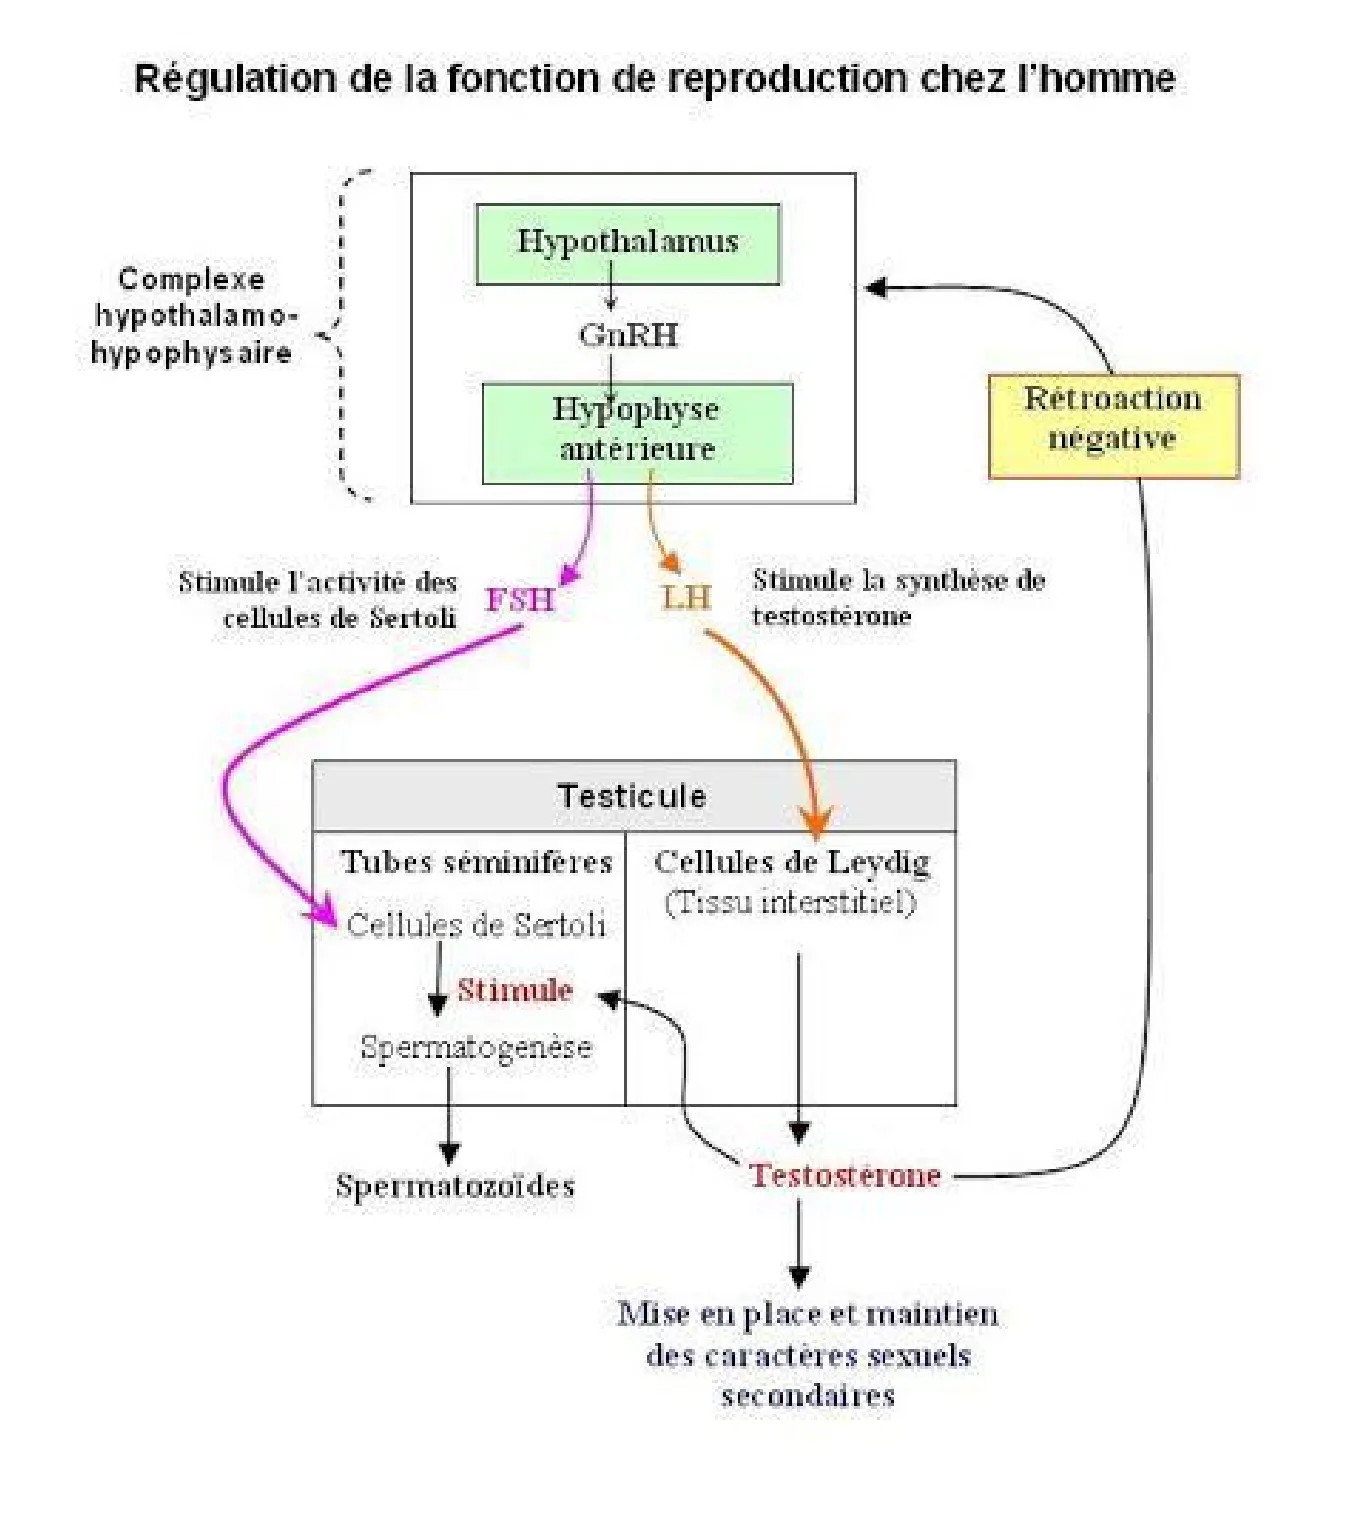 Régulation de la fonction de reproduction chez l'homme
Hypothalamus
Complexe
hypothalamo-
hypophysaire
GnRH
Hypophyse
antérieure
Rétroaction
négative
Stimule l'activité des
cellules de Sertoli
FSH
LH
Stimule la synthèse de
testostérone
Testicule
Tubes séminifères
Cellules de Sertoli
Stimule
Spermatogenèse
Cellules de Leydig
(Tissu interstitiel)
Spermatozoïdes
Testostérone
Mise en place et maintien
des caractères sexuels
secondaires